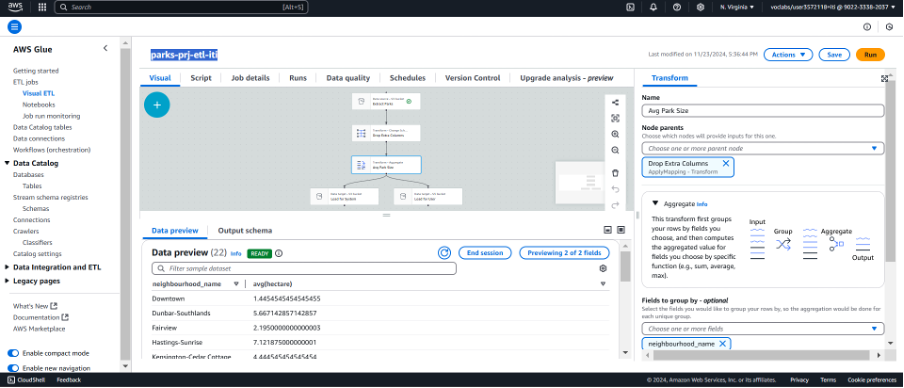 aws
Search
[Alt+S]
N. Virginia
voclabs/user3572118=iti @ 9022-3338-2037
AWS Glue
Getting started
ETL jobs
Visual ETL
Notebooks
Job run monitoring
Data Catalog tables
Data connections
Workflows (orchestration)
Data Catalog
Databases
Tables
Stream schema registries
Schemas
Connections
Crawlers
Classifiers
Catalog settings
Data Integration and ETL
Legacy pages
What's New
Documentation
AWS Marketplace
Enable compact mode
Enable new navigation
parks-prj-etl-iti
Last modified on 11/23/2024, 5:36:44 PM
Actions
Save
Run
Visual
Script
Job details
Runs
Data quality
Schedules
Version Control
Upgrade analysis - preview
Extract Parks
Drop Extra Columns
Transform - Aggregate
Avg Park Size
Load for System
Load for User
Data preview
Output schema
Data preview (22) Info READY
End session
Previewing 2 of 2 fields
Filter sample dataset
neighbourhood_name avg(hectare)
Downtown 1.4454545454545455
Dunbar-Southlands 5.667142857142857
Fairview 2.1950000000000003
Hastings-Sunrise 7.121875000000001
Kensington-Cedar Cottage 4.444545454545454
Transform
Name
Avg Park Size
Node parents
Choose which nodes will provide inputs for this one.
Choose one or more parent node
Drop Extra Columns
ApplyMapping - Transform
Aggregate Info
This transform first groups
your rows by fields you
choose, and then computes
the aggregated value for
fields you choose by specific
function (e.g., sum, average,
max).
Input
Group
Aggregate
Output
Fields to group by - optional
Select the fields you would like to group your rows by, so the aggregation would be done for
each unique group.
Choose one or more fields
neighbourhood_name
CloudShell
Feedback
© 2024, Amazon Web Services, Inc. or its affiliates.
Privacy
Terms
Cookie preferences